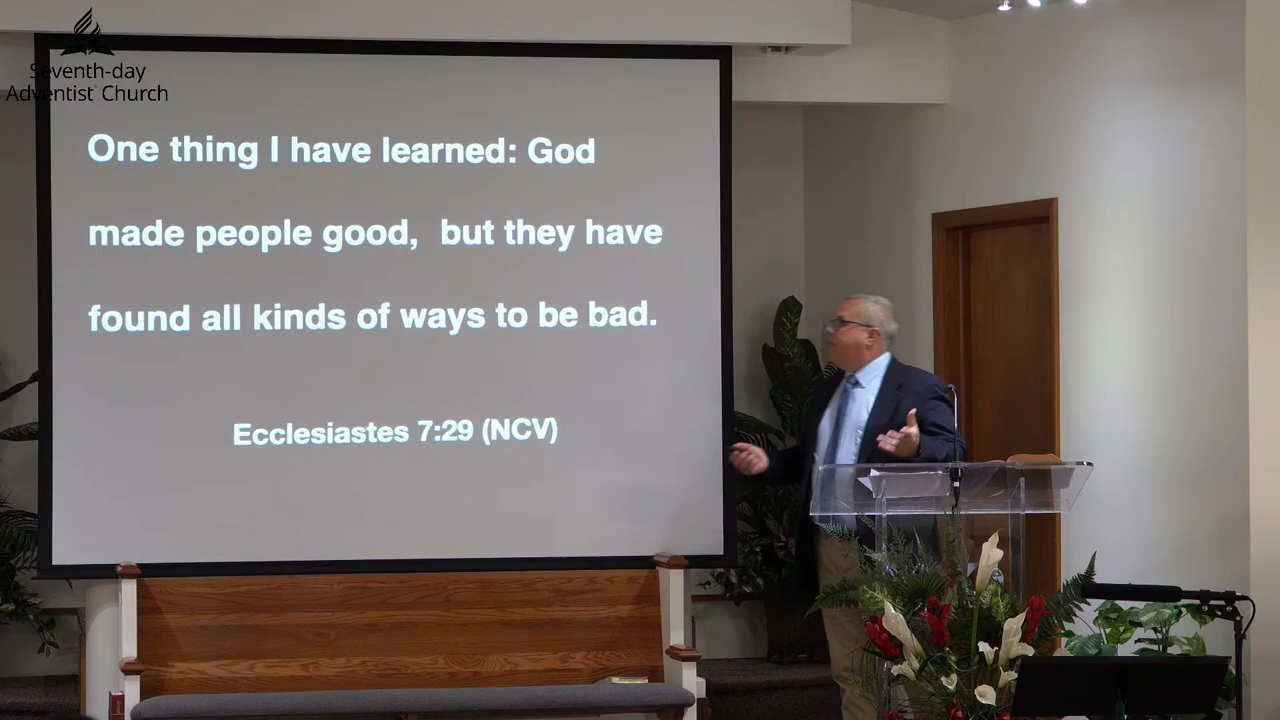 Seventh-day
Adventist Church
One thing I have learned: God
made people good,  but they have
found all kinds of ways to be bad.
Ecclesiastes 7:29 (NCV)